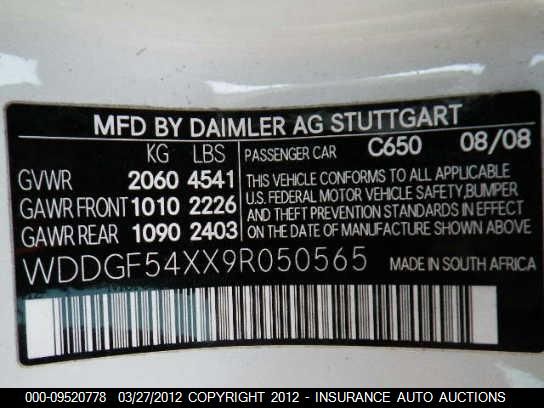 MFD BY DAIMLER AG STUTTGART
KG LBS PASSENGER CAR C650 08/08
GVWR 2060 4541
GAWR FRONT 1010 2226
GAWR REAR 1090 2403
THIS VEHICLE CONFORMS TO ALL APPLICABLE
U.S. FEDERAL MOTOR VEHICLE SAFETY, BUMPER
AND THEFT PREVENTION STANDARDS IN EFFECT
ON DATE OF MANUFACTURE SHOWN ABOVE
WDDGF54XX9R050565 MADE IN SOUTH AFRICA
000-09520778 03/27/2012 COPYRIGHT 2012 - INSURANCE AUTO AUCTIONS